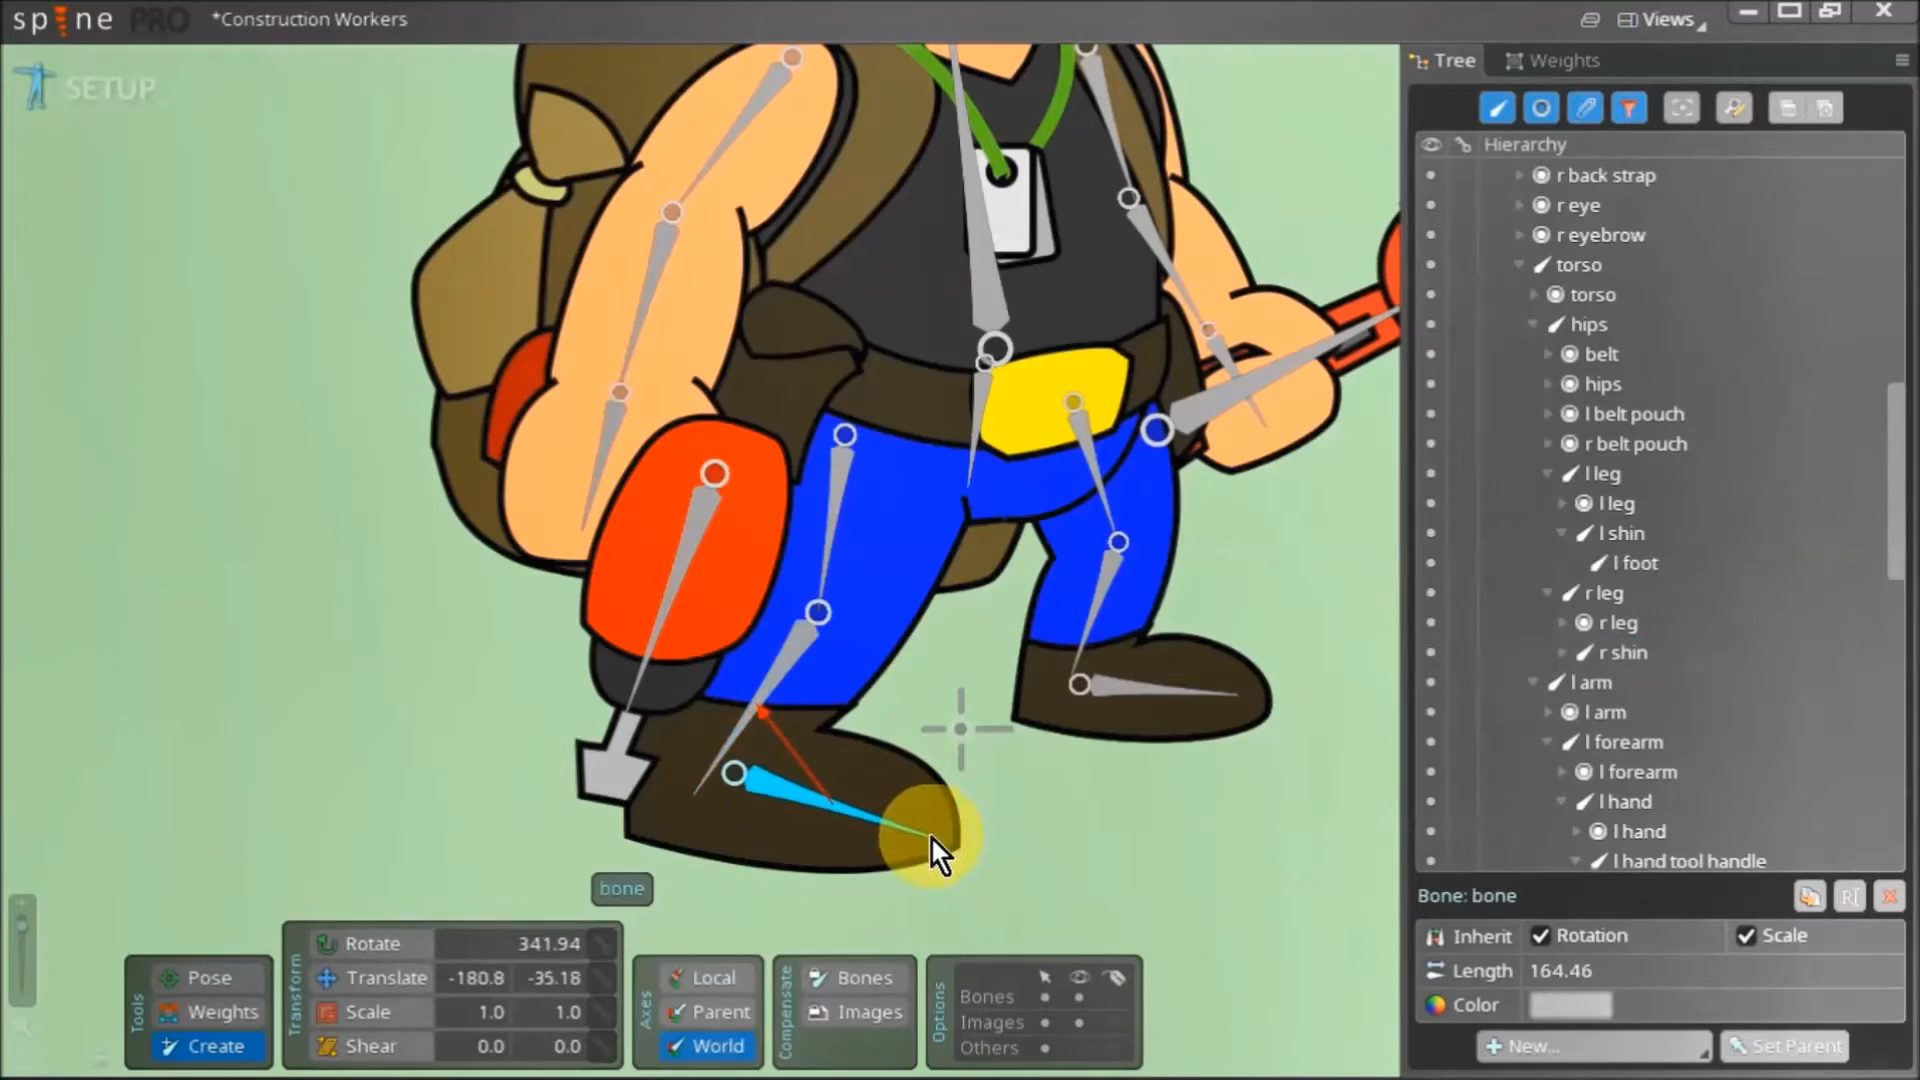 spine PRO
*Construction Workers
Views
SETUP
Tree
Weights
Hierarchy
r back strap
r eye
r eyebrow
torso
torso
hips
belt
hips
l belt pouch
r belt pouch
l leg
l leg
l shin
l foot
r leg
r leg
r shin
l arm
l arm
l forearm
l forearm
l hand
l hand
l hand tool handle
bone
Tools
Pose
Weights
Create
Transform
Rotate 341.94
Translate -180.8 -35.18
Scale 1.0 1.0
Shear 0.0 0.0
Axes
Local
Parent
World
Compensate
Bones
Images
Options
Bones
Images
Others
Bone: bone
Inherit Rotation Scale
Length 164.46
Color
New...
Set Parent